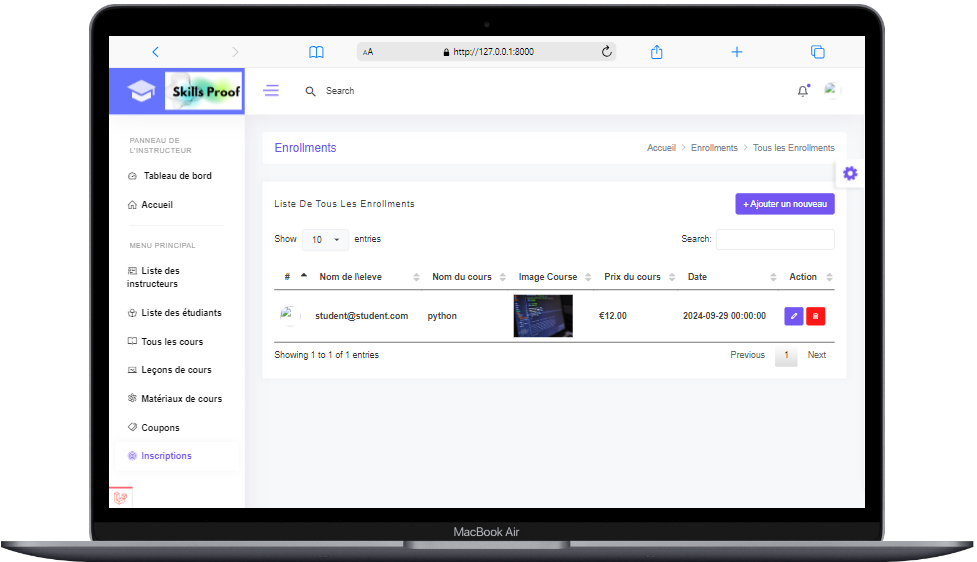 AA http://127.0.0.1:8000
Skills Proof
Search
PANNEAU DE
L'INSTRUCTEUR
Tableau de bord
Accueil
MENU PRINCIPAL
Liste des
instructeurs
Liste des étudiants
Tous les cours
Leçons de cours
Matériaux de cours
Coupons
Inscriptions
Enrollments
Accueil > Enrollments > Tous les Enrollments
Liste De Tous Les Enrollments
+ Ajouter un nouveau
Show 10 entries
Search:
# Nom de l'eleve Nom du cours Image Course Prix du cours Date Action
student@student.com python €12.00 2024-09-29 00:00:00
Showing 1 to 1 of 1 entries
Previous 1 Next
MacBook Air